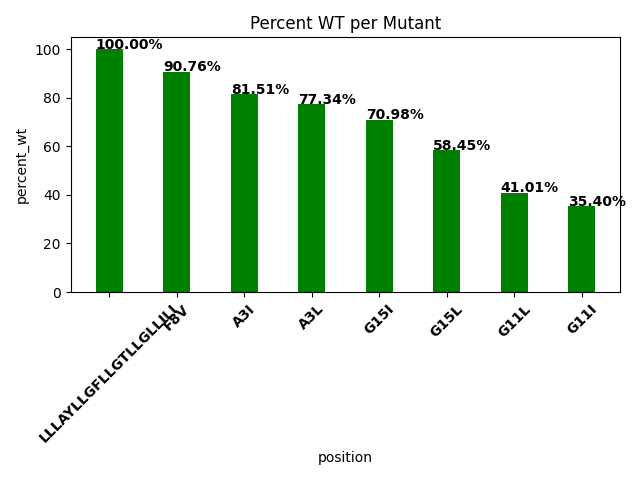 Percent WT per Mutant
100.00%
90.76%
81.51%
77.34%
70.98%
58.45%
41.01%
35.40%
percent_wt
100
80
60
40
20
0
F8V
A3I
A3L
G15I
G15L
G11L
G11I
position